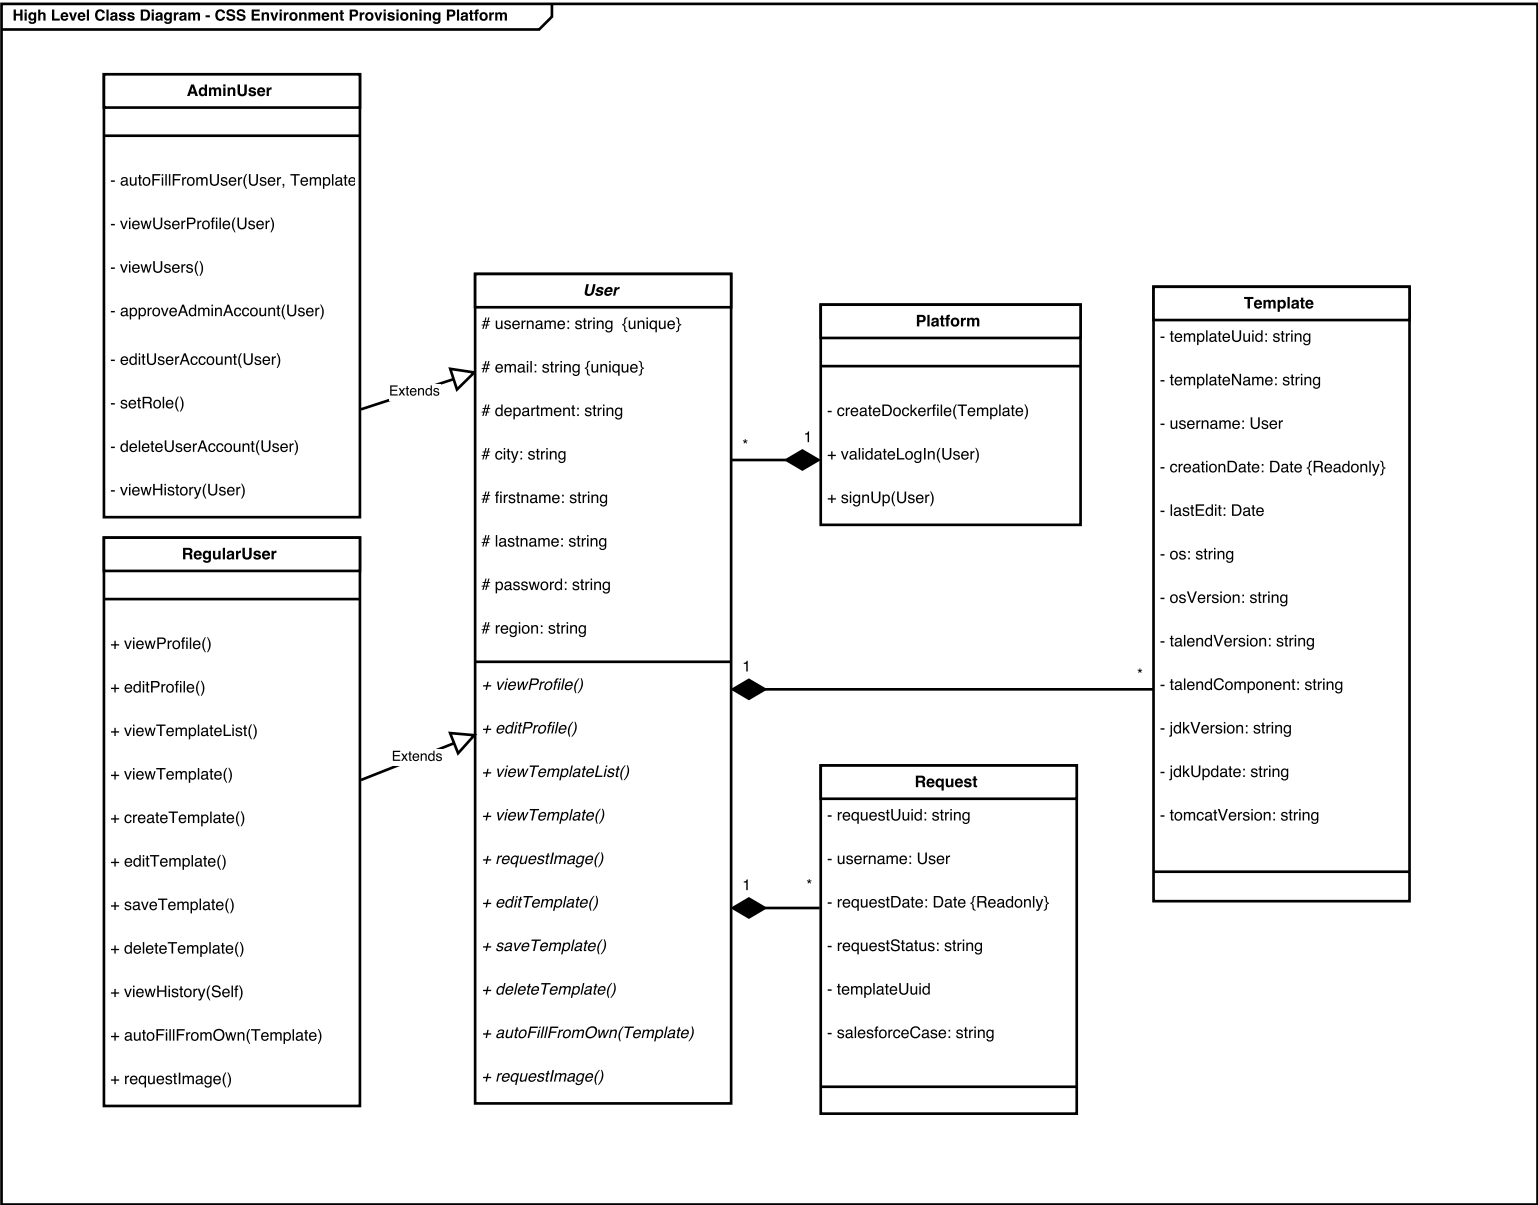 High Level Class Diagram - CSS Environment Provisioning Platform
AdminUser
- autoFillFromUser(User, Template
- viewUserProfile(User)
- viewUsers()
- approveAdminAccount(User)
- editUserAccount(User)
- setRole()
- deleteUserAccount(User)
- viewHistory(User)
RegularUser
+ viewProfile()
+ editProfile()
+ viewTemplateList()
+ viewTemplate()
+ createTemplate()
+ editTemplate()
+ saveTemplate()
+ deleteTemplate()
+ viewHistory(Self)
+ autoFillFromOwn(Template)
+ requestImage()
Extends
Extends
User
# username: string {unique}
# email: string {unique}
# department: string
# city: string
# firstname: string
# lastname: string
# password: string
# region: string
+ viewProfile()
+ editProfile()
+ viewTemplateList()
+ viewTemplate()
+ requestImage()
+ editTemplate()
+ saveTemplate()
+ deleteTemplate()
+ autoFillFromOwn(Template)
+ requestImage()
* 1
1 *
1 *
Platform
- createDockerfile(Template)
+ validateLogIn(User)
+ signUp(User)
Request
- requestUuid: string
- username: User
- requestDate: Date {Readonly}
- requestStatus: string
- templateUuid
- salesforceCase: string
Template
- templateUuid: string
- templateName: string
- username: User
- creationDate: Date {Readonly}
- lastEdit: Date
- os: string
- osVersion: string
- talendVersion: string
- talendComponent: string
- jdkVersion: string
- jdkUpdate: string
- tomcatVersion: string